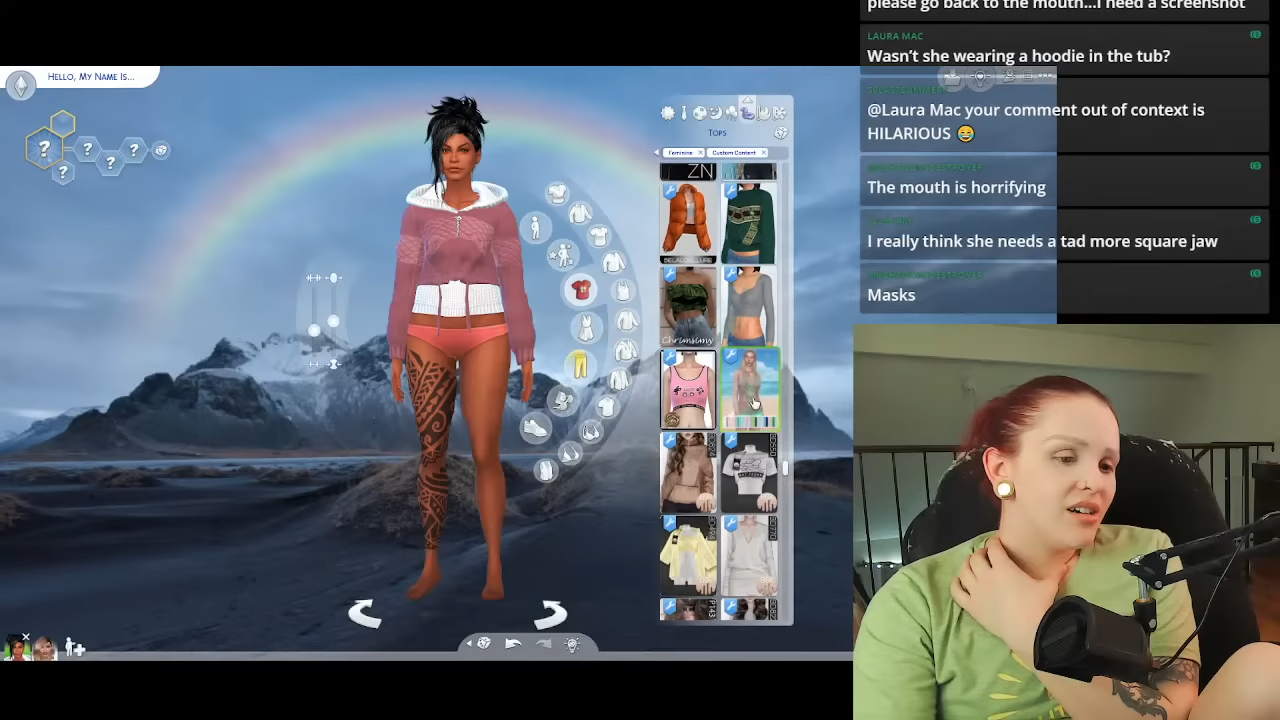 please go back to the mouth...I need a screenshot
LAURA MAC
Wasn't she wearing a hoodie in the tub?
@Laura Mac your comment out of context is
HILARIOUS 😂
The mouth is horrifying
I really think she needs a tad more square jaw
Masks
Hello, My Name Is...
Tops
Feminine X
Custom Content X
ZN
BELALOALLURE
Chrimsimy